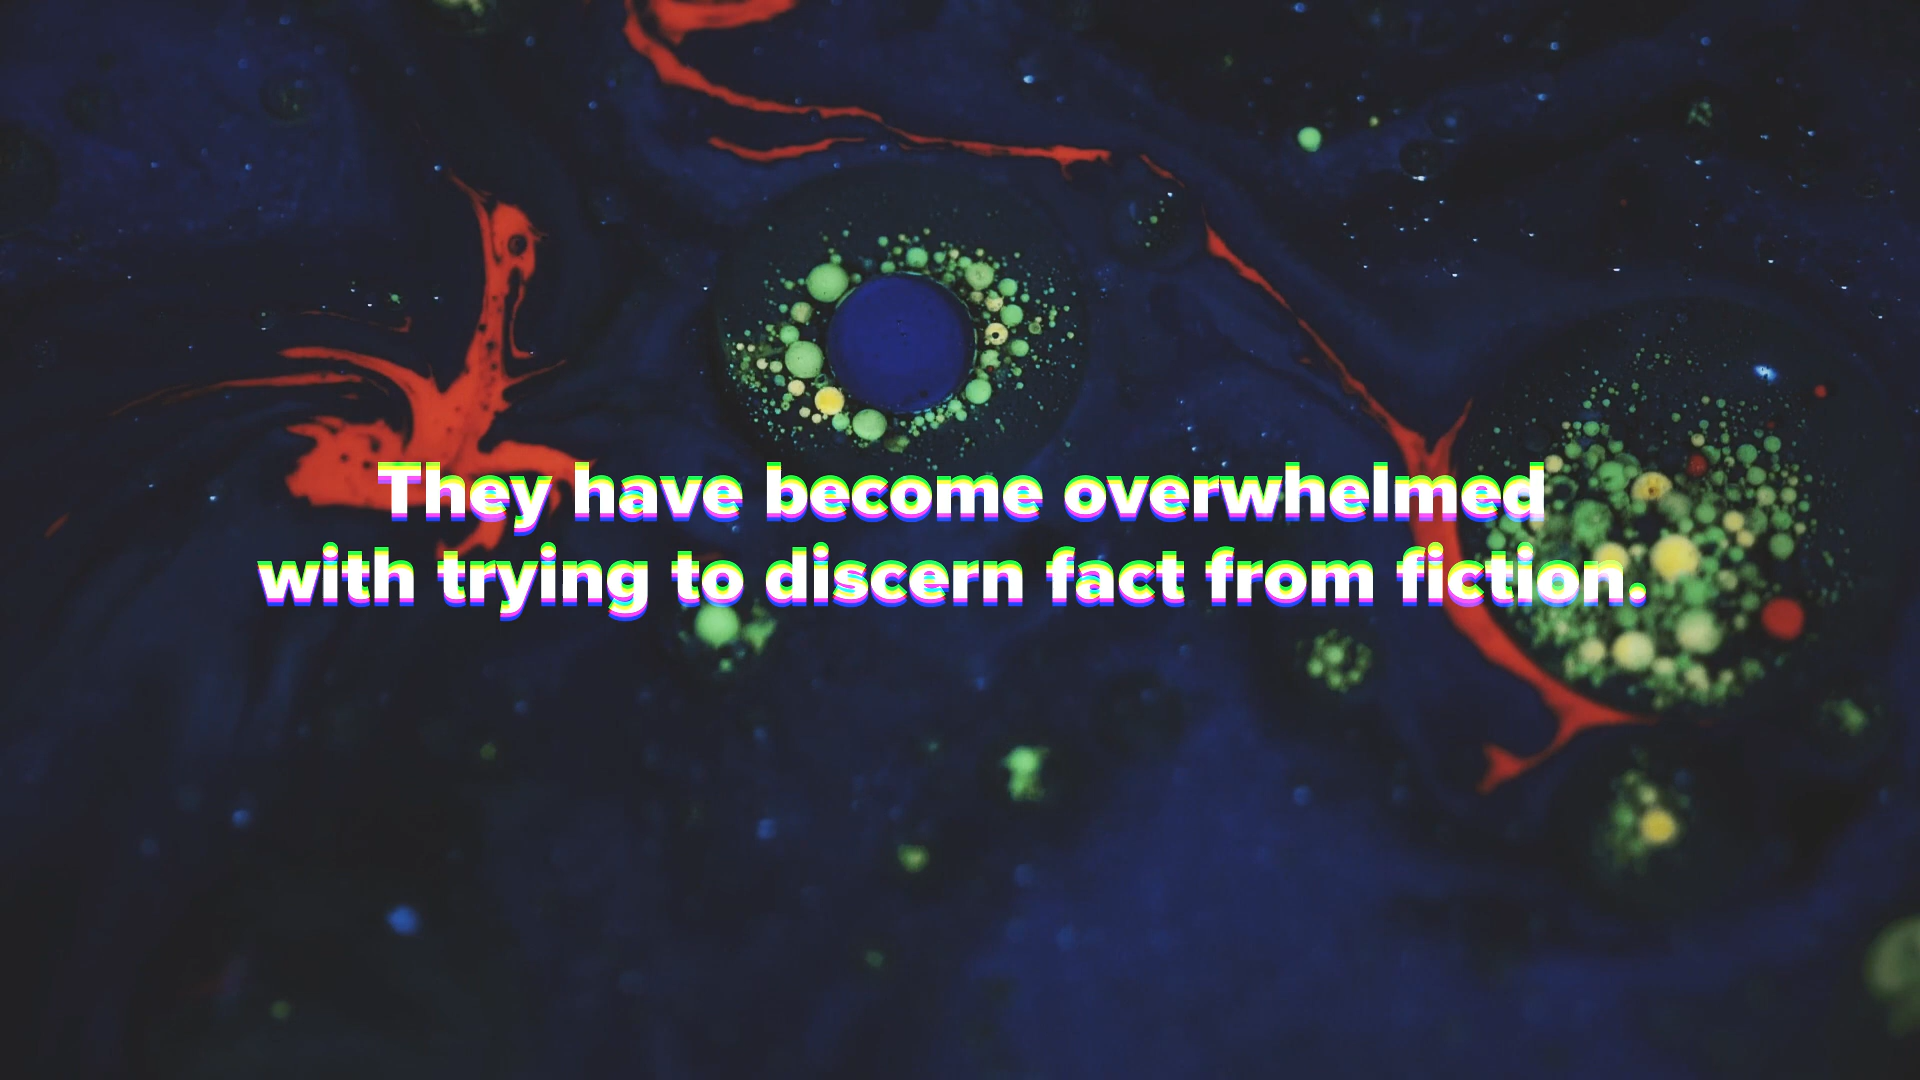 They have become overwhelmed
with trying to discern fact from fiction.